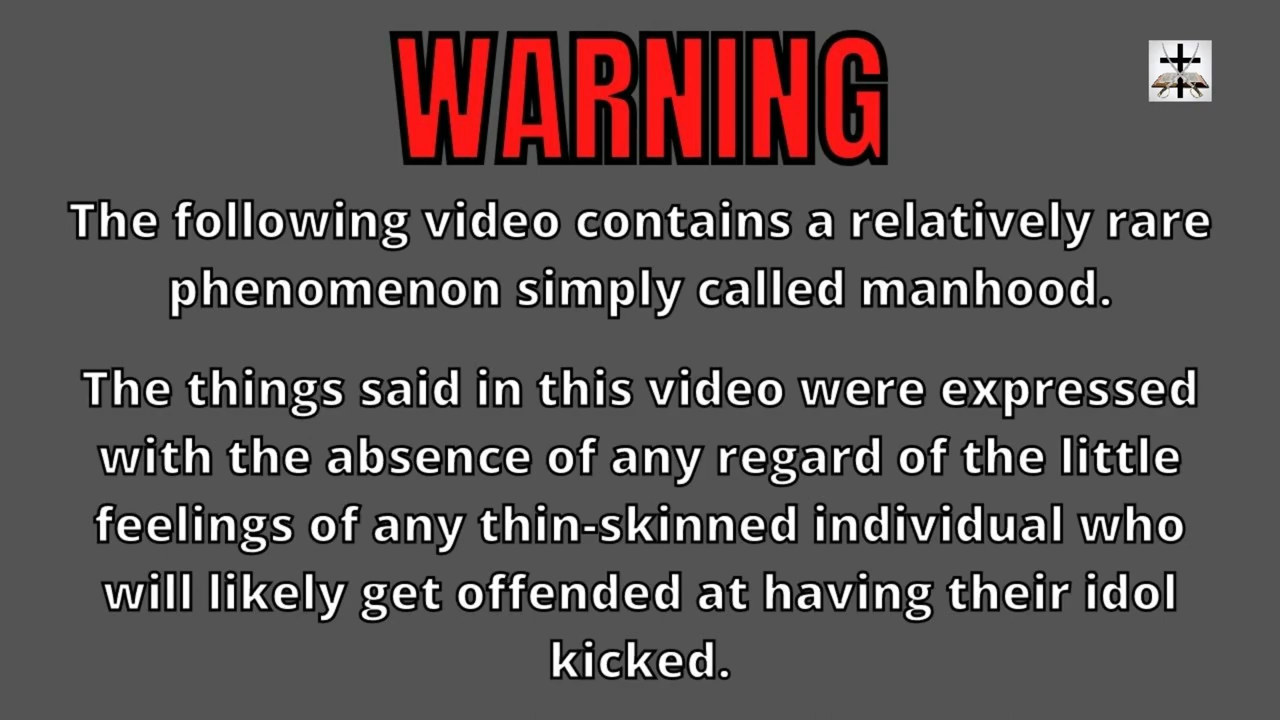 WARNING
The following video contains a relatively rare
phenomenon simply called manhood.
The things said in this video were expressed
with the absence of any regard of the little
feelings of any thin-skinned individual who
will likely get offended at having their idol
kicked.